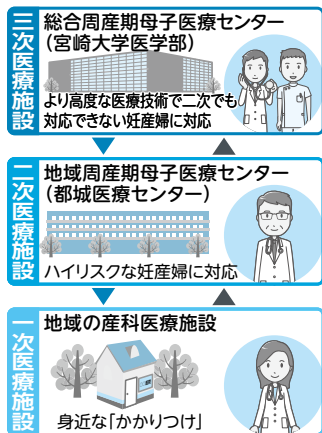 三次医療施設
総合周産期母子医療センター
（宮崎大学医学部）
より高度な医療技術で二次でも
対応できない妊産婦に対応
二次医療施設
地域周産期母子医療センター
（都城医療センター）
ハイリスクな妊産婦に対応
一次医療施設
地域の産科医療施設
身近な「かかりつけ」